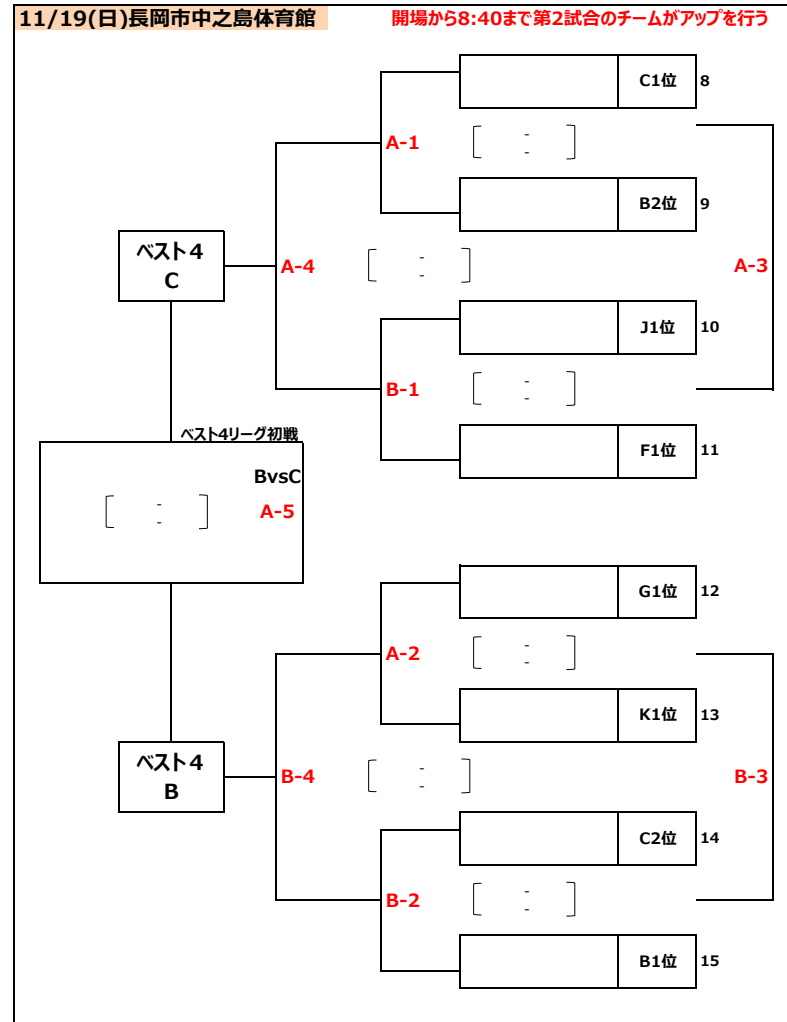 11/19(日)長岡市中之島体育館 開場から8:40まで第2試合のチームがアップを行う
C1位 8
A-1
-
-
B2位 9
ベスト4
C
A-4
-
-
A-3
J1位 10
B-1
-
-
ベスト4リーグ初戦
F1位 11
BvsC
-
-
A-5
G1位 12
A-2
-
-
K1位 13
ベスト4
B
B-4
-
-
B-3
C2位 14
B-2
-
-
B1位 15